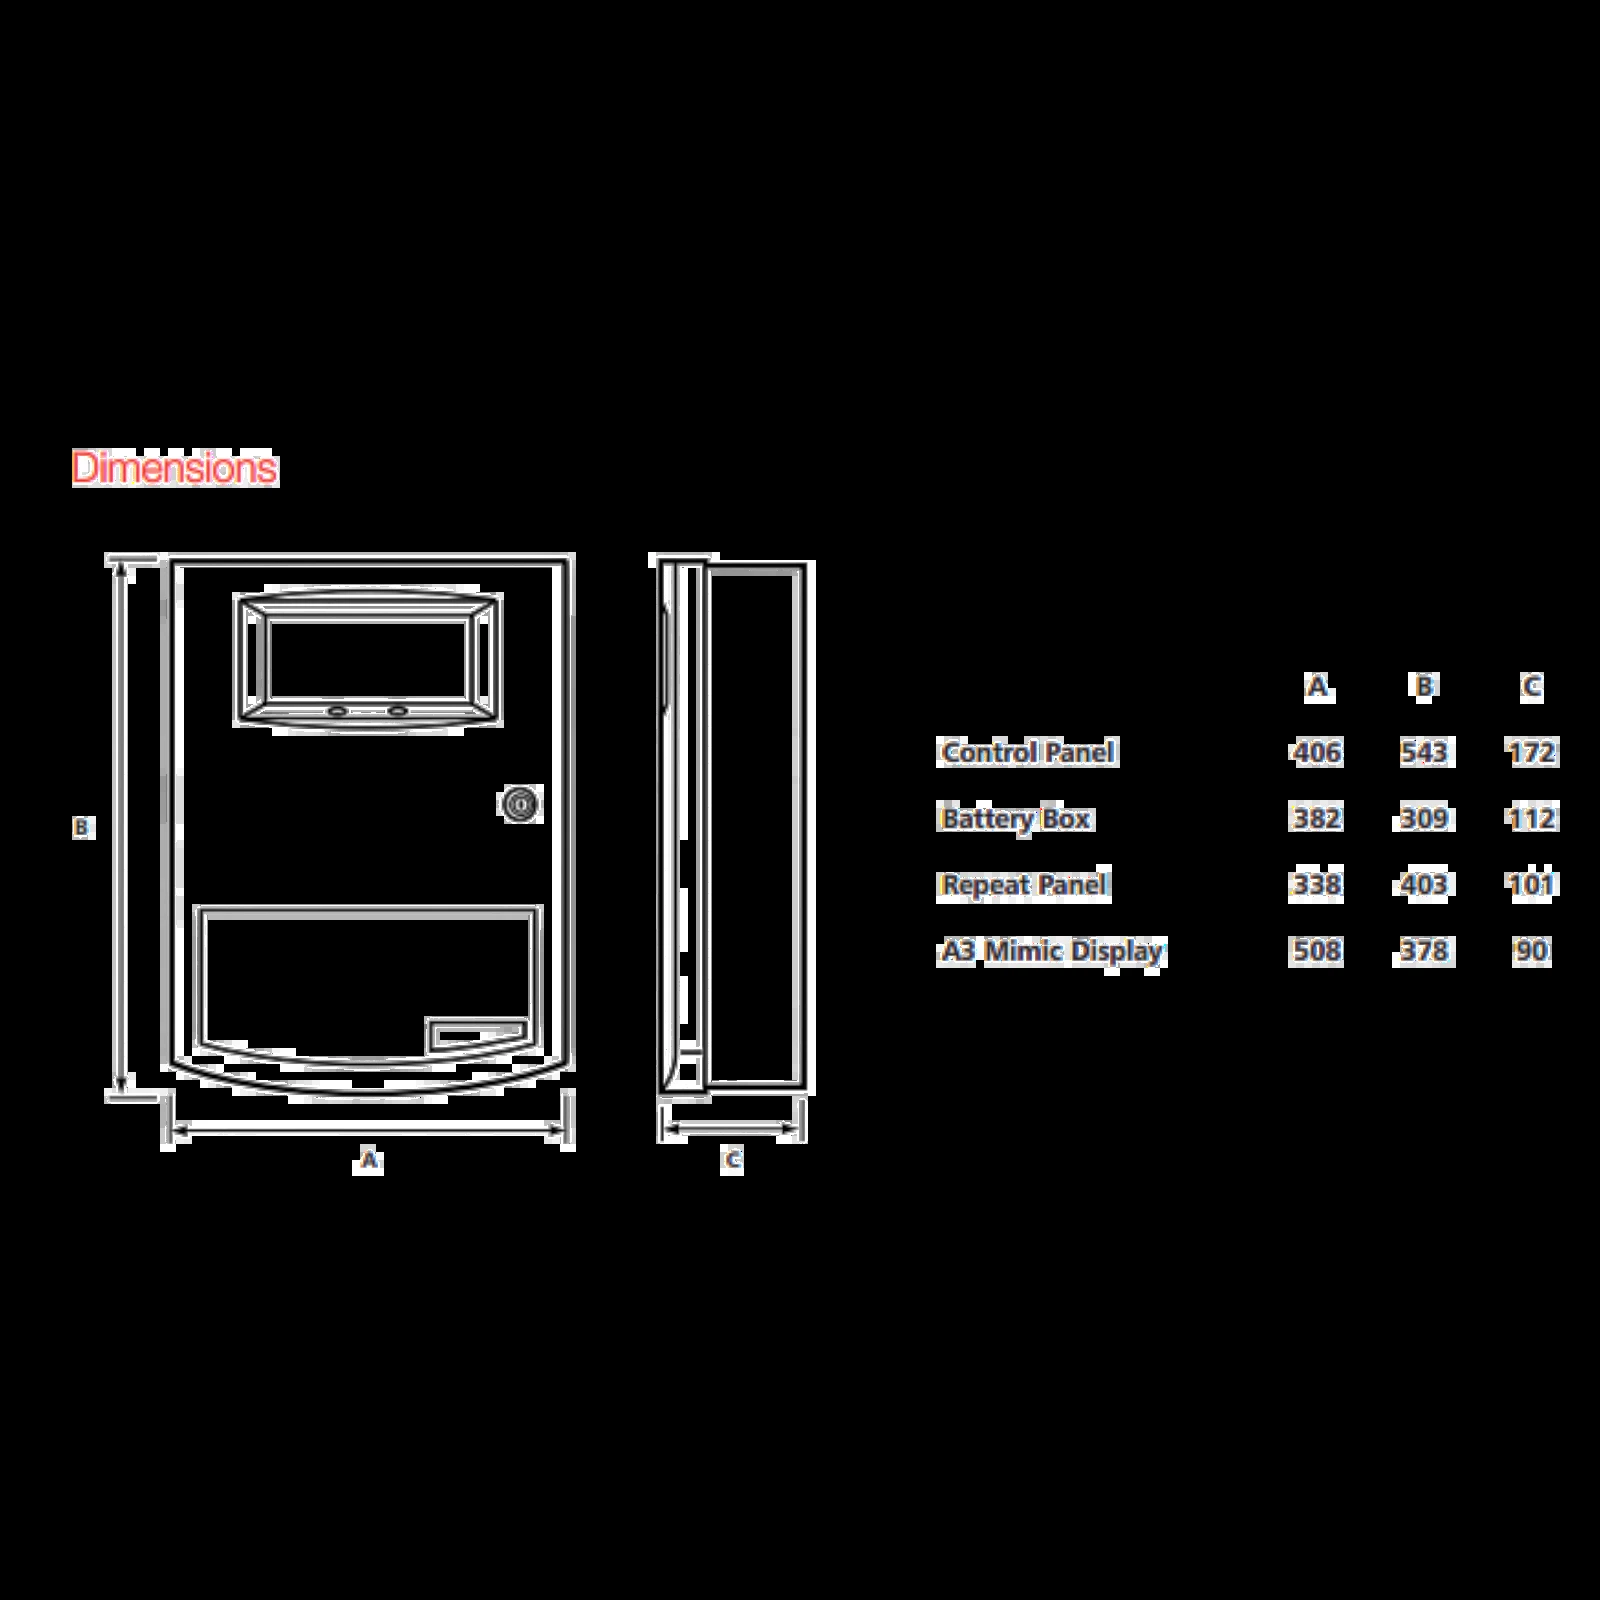 Dimensions
A B C
Control Panel 406 543 172
Battery Box 382 309 112
Repeat Panel 338 403 101
A3 Mimic Display 508 378 90
B
A C